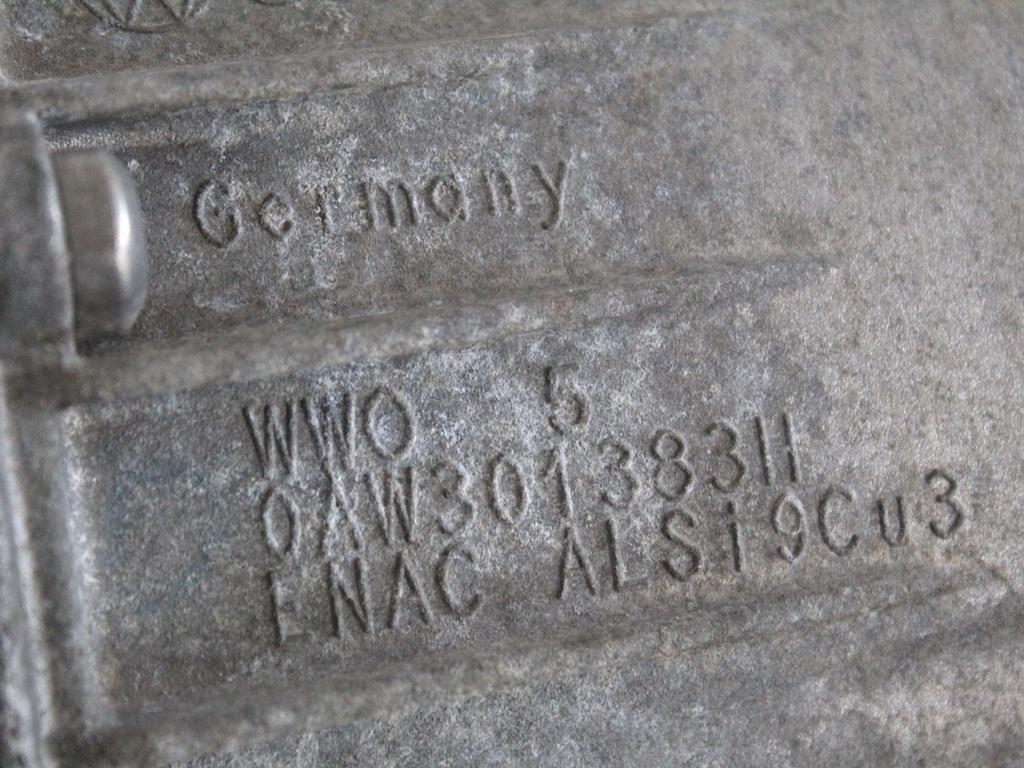 Germany
WWO 5
0AW301383H
ENAC ALSi9Cu3